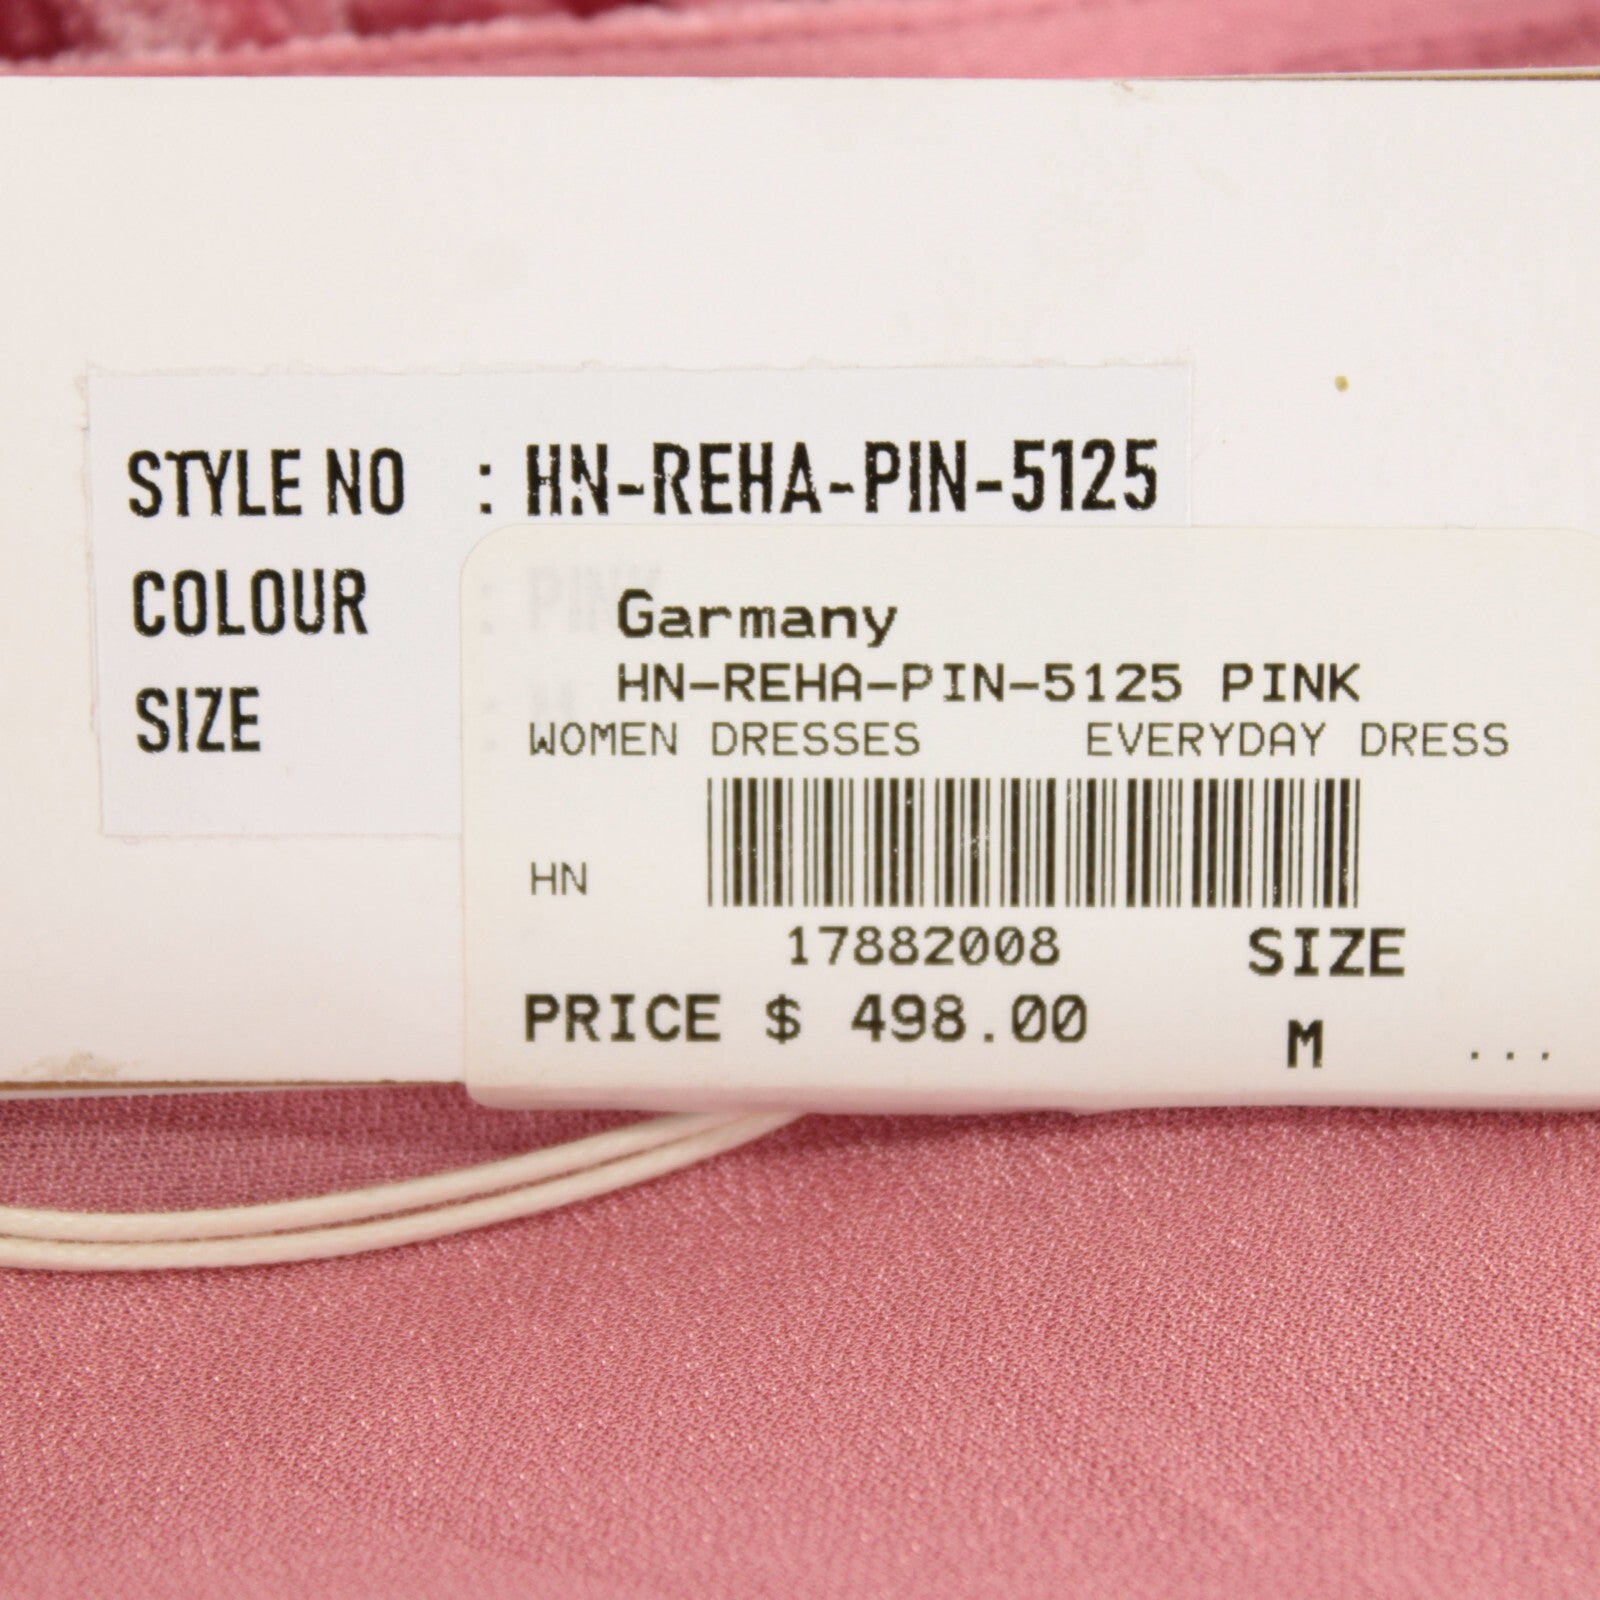 STYLE NO : HN-REHA-PIN-5125
COLOUR : PINK
SIZE : M
Garmany
HN-REHA-PIN-5125 PINK
WOMEN DRESSES EVERYDAY DRESS
HN
17882008 SIZE
PRICE $ 498.00
M ...